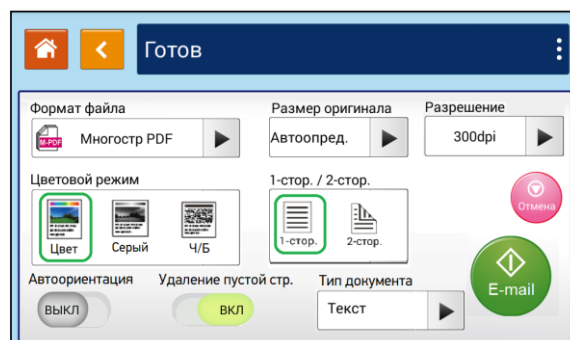 Готов
Формат файла
Размер оригинала
Разрешение
M-PDF
Многостр PDF
Автоопред.
300dpi
Цветовой режим
1-стор. / 2-стор.
Цвет
Серый
Ч/Б
1-стор.
2-стор.
Отмена
Автоориентация
Удаление пустой стр.
Тип документа
ВЫКЛ
ВКЛ
Текст
E-mail